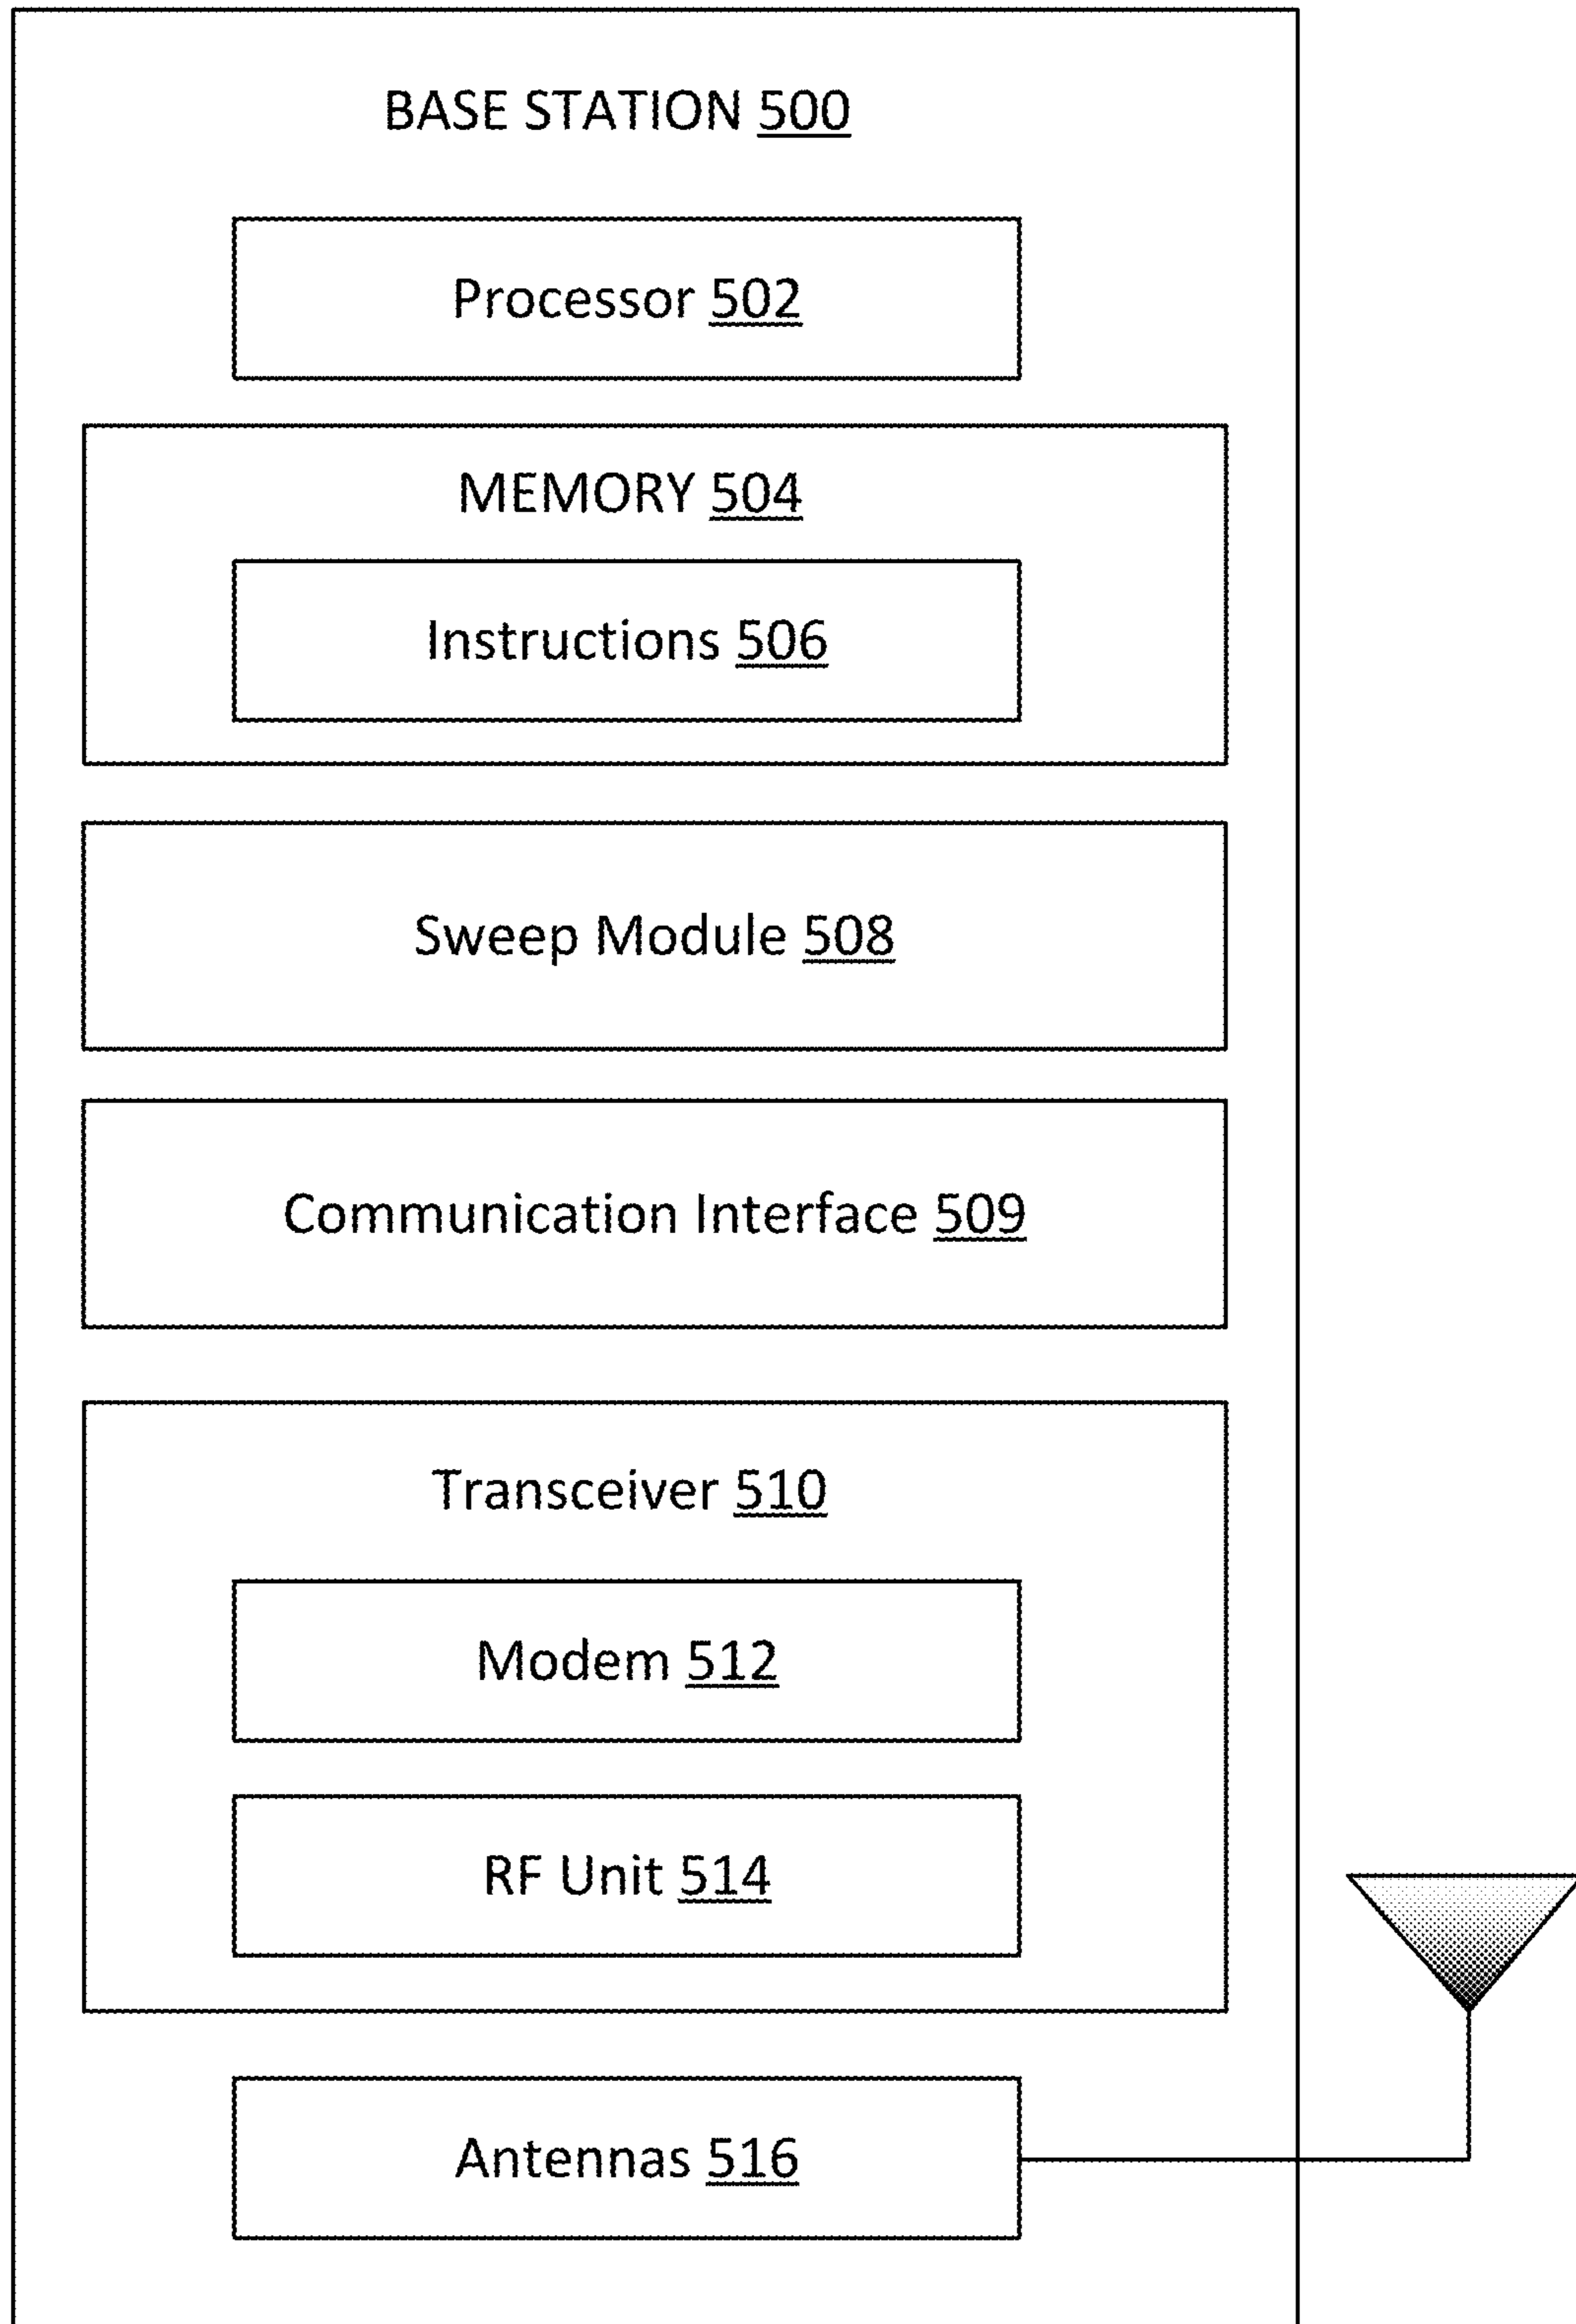 BASE STATION 500
Processor 502
MEMORY 504
Instructions 506
Sweep Module 508
Communication Interface 509
Transceiver 510
Modem 512
RF Unit 514
Antennas 516